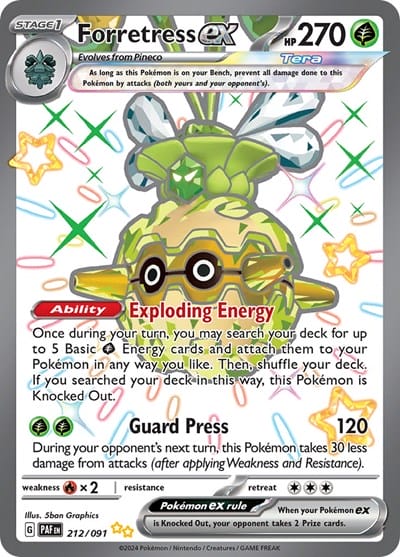 STAGE 1
Forretress ex
HP 270
Evolves from Pineco
Tera
As long as this Pokémon is on your Bench, prevent all damage done to this
Pokémon by attacks (both yours and your opponent's).
Ability Exploding Energy
Once during your turn, you may search your deck for up
to 5 Basic Energy cards and attach them to your
Pokémon in any way you like. Then, shuffle your deck.
If you searched your deck in this way, this Pokémon is
Knocked Out.
Guard Press 120
During your opponent's next turn, this Pokémon takes 30 less
damage from attacks (after applying Weakness and Resistance).
weakness × 2 resistance retreat
Pokémon ex rule When your Pokémon ex
is Knocked Out, your opponent takes 2 Prize cards.
Illus. 5ban Graphics
G PAF EN 212/091
©2024 Pokémon / Nintendo / Creatures / GAME FREAK